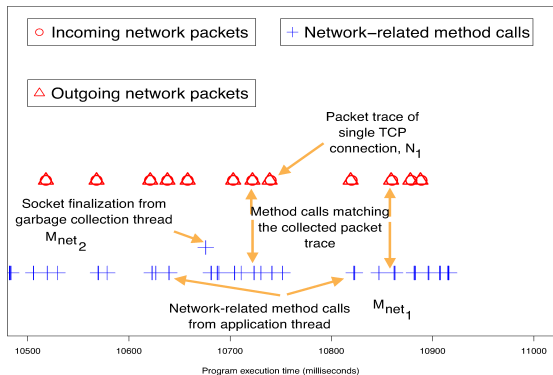 Incoming network packets
Network−related method calls
Outgoing network packets
Packet trace of
single TCP
connection, N1
Socket finalization from
garbage collection thread
Mnet2
Method calls matching
the collected packet
trace
Network-related method calls
from application thread
Mnet1
10500 10600 10700 10800 10900 11000
Program execution time (milliseconds)